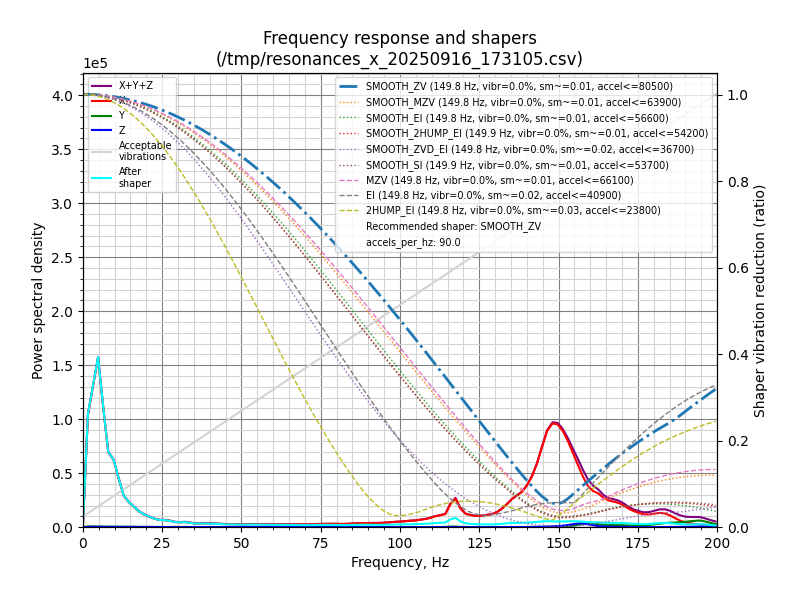 Frequency response and shapers
(/tmp/resonances_x_20250916_173105.csv)
1e5
X+Y+Z
X
Y
Z
Acceptable
vibrations
After
shaper
SMOOTH_ZV (149.8 Hz, vibr=0.0%, sm~=0.01, accel<=80500)
SMOOTH_MZV (149.8 Hz, vibr=0.0%, sm~=0.01, accel<=63900)
SMOOTH_EI (149.8 Hz, vibr=0.0%, sm~=0.01, accel<=56600)
SMOOTH_2HUMP_EI (149.9 Hz, vibr=0.0%, sm~=0.01, accel<=54200)
SMOOTH_ZVD_EI (149.8 Hz, vibr=0.0%, sm~=0.02, accel<=36700)
SMOOTH_SI (149.9 Hz, vibr=0.0%, sm~=0.01, accel<=53700)
MZV (149.8 Hz, vibr=0.0%, sm~=0.01, accel<=66100)
EI (149.8 Hz, vibr=0.0%, sm~=0.02, accel<=40900)
2HUMP_EI (149.8 Hz, vibr=0.0%, sm~=0.03, accel<=23800)
Recommended shaper: SMOOTH_ZV
accels_per_hz: 90.0
Power spectral density
4.0
3.5
3.0
2.5
2.0
1.5
1.0
0.5
0.0
1.0
0.8
0.6
0.4
0.2
0.0
Shaper vibration reduction (ratio)
0 25 50 75 100 125 150 175 200
Frequency, Hz